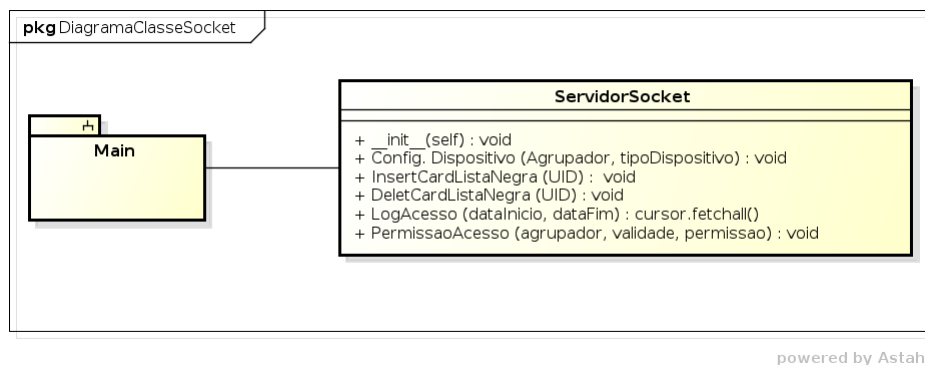 pkg DiagramaClasseSocket
Main
ServidorSocket
+ __init__(self) : void
+ Config. Dispositivo (Agrupador, tipoDispositivo) : void
+ InsertCardListaNegra (UID) :  void
+ DeletCardListaNegra (UID) : void
+ LogAcesso (dataInicio, dataFim) : cursor.fetchall()
+ PermissaoAcesso (agrupador, validade, permissao) : void
powered by Astah